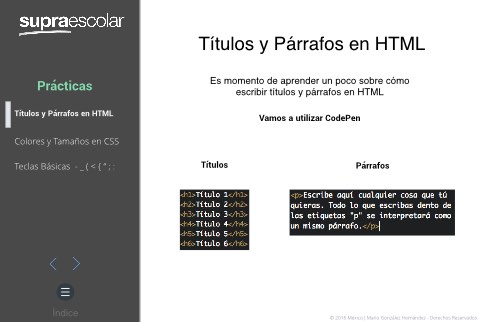 supraescolar
Prácticas
Títulos y Párrafos en HTML
Colores y Tamaños en CSS
Teclas Básicas - _ ( < { " ; :
Índice
Títulos y Párrafos en HTML
Es momento de aprender un poco sobre cómo
escribir títulos y párrafos en HTML
Vamos a utilizar CodePen
Títulos
<h1>Título 1</h1>
<h2>Título 2</h2>
<h3>Título 3</h3>
<h4>Título 4</h4>
<h5>Título 5</h5>
<h6>Título 6</h6>
Párrafos
<p>Escribe aquí cualquier cosa que tú
quieras. Todo lo que escribas dento de
las etiquetas "p" se interpretará como
un mismo párrafo.</p>
© 2016 México | Mario González Hernández - Derechos Reservados